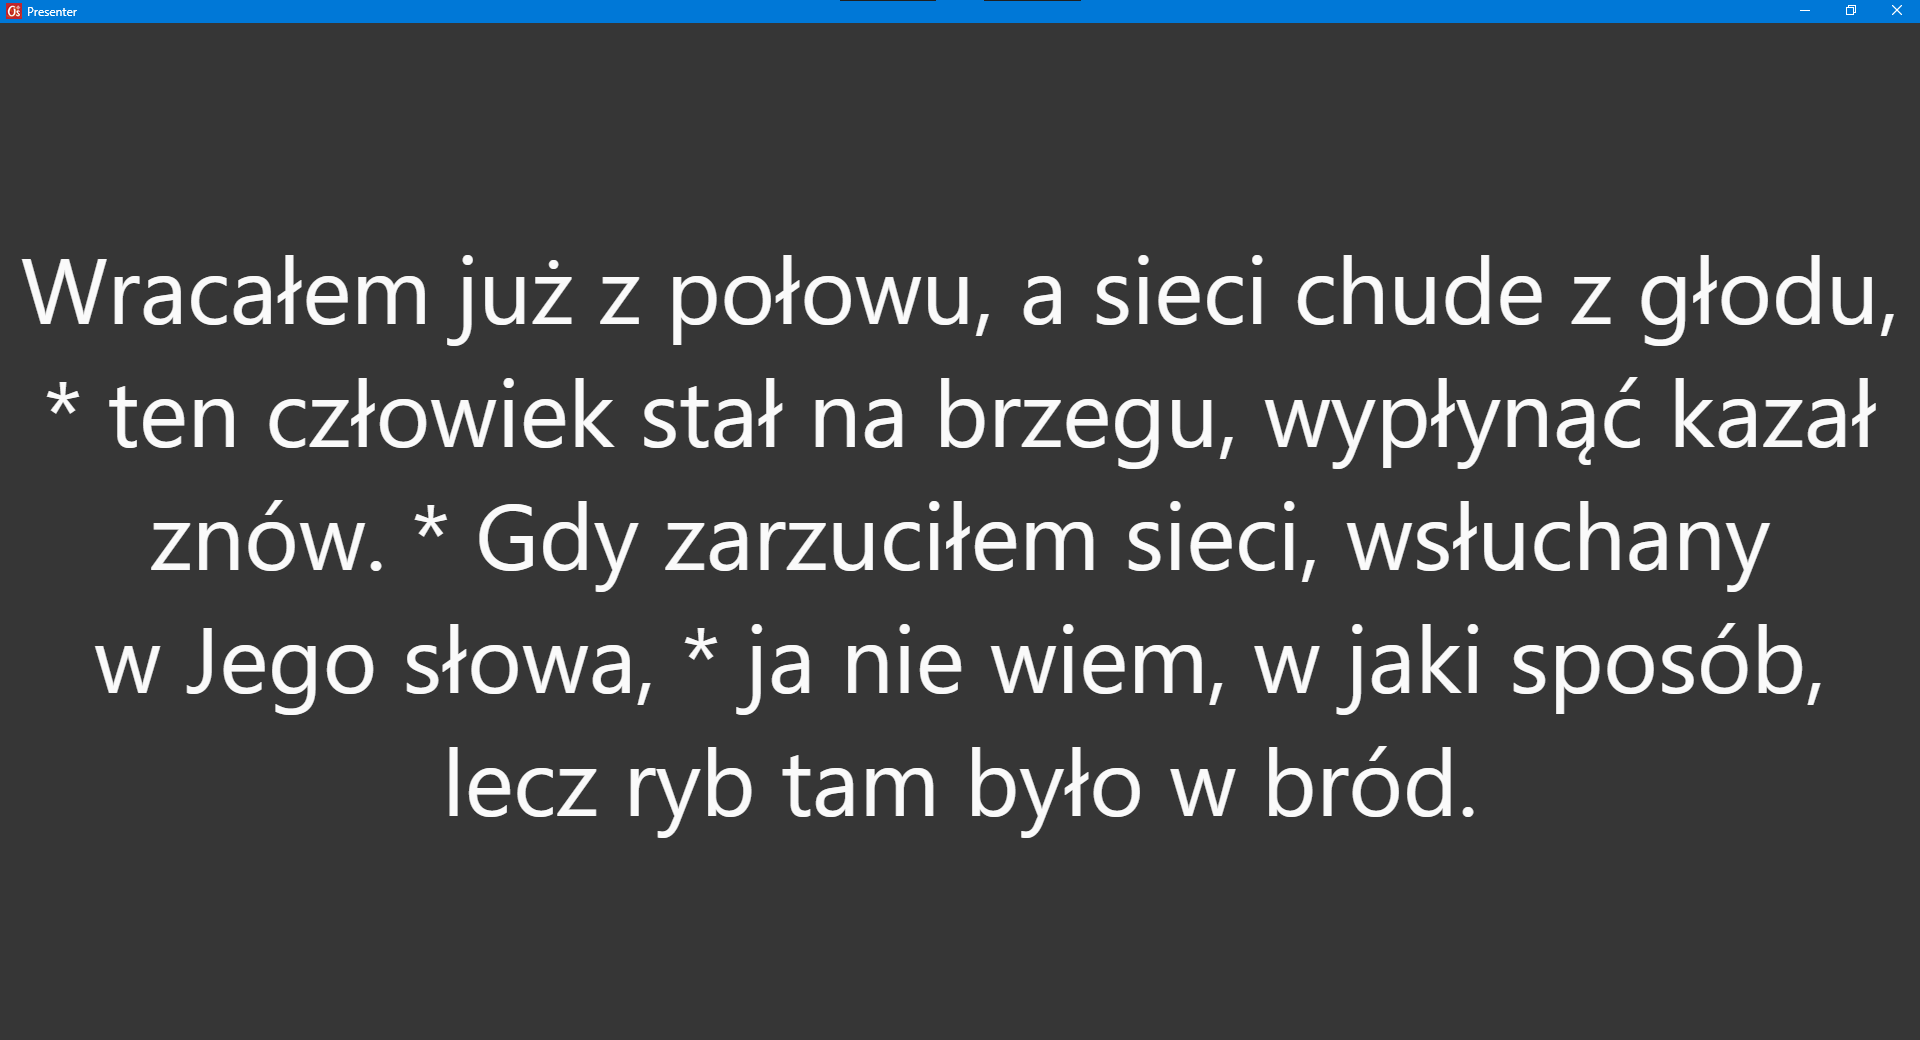 Presenter
Wracałem już z połowu, a sieci chude z głodu,
* ten człowiek stał na brzegu, wypłynąć kazał
znów. * Gdy zarzuciłem sieci, wsłuchany
w Jego słowa, * ja nie wiem, w jaki sposób,
lecz ryb tam było w bród.